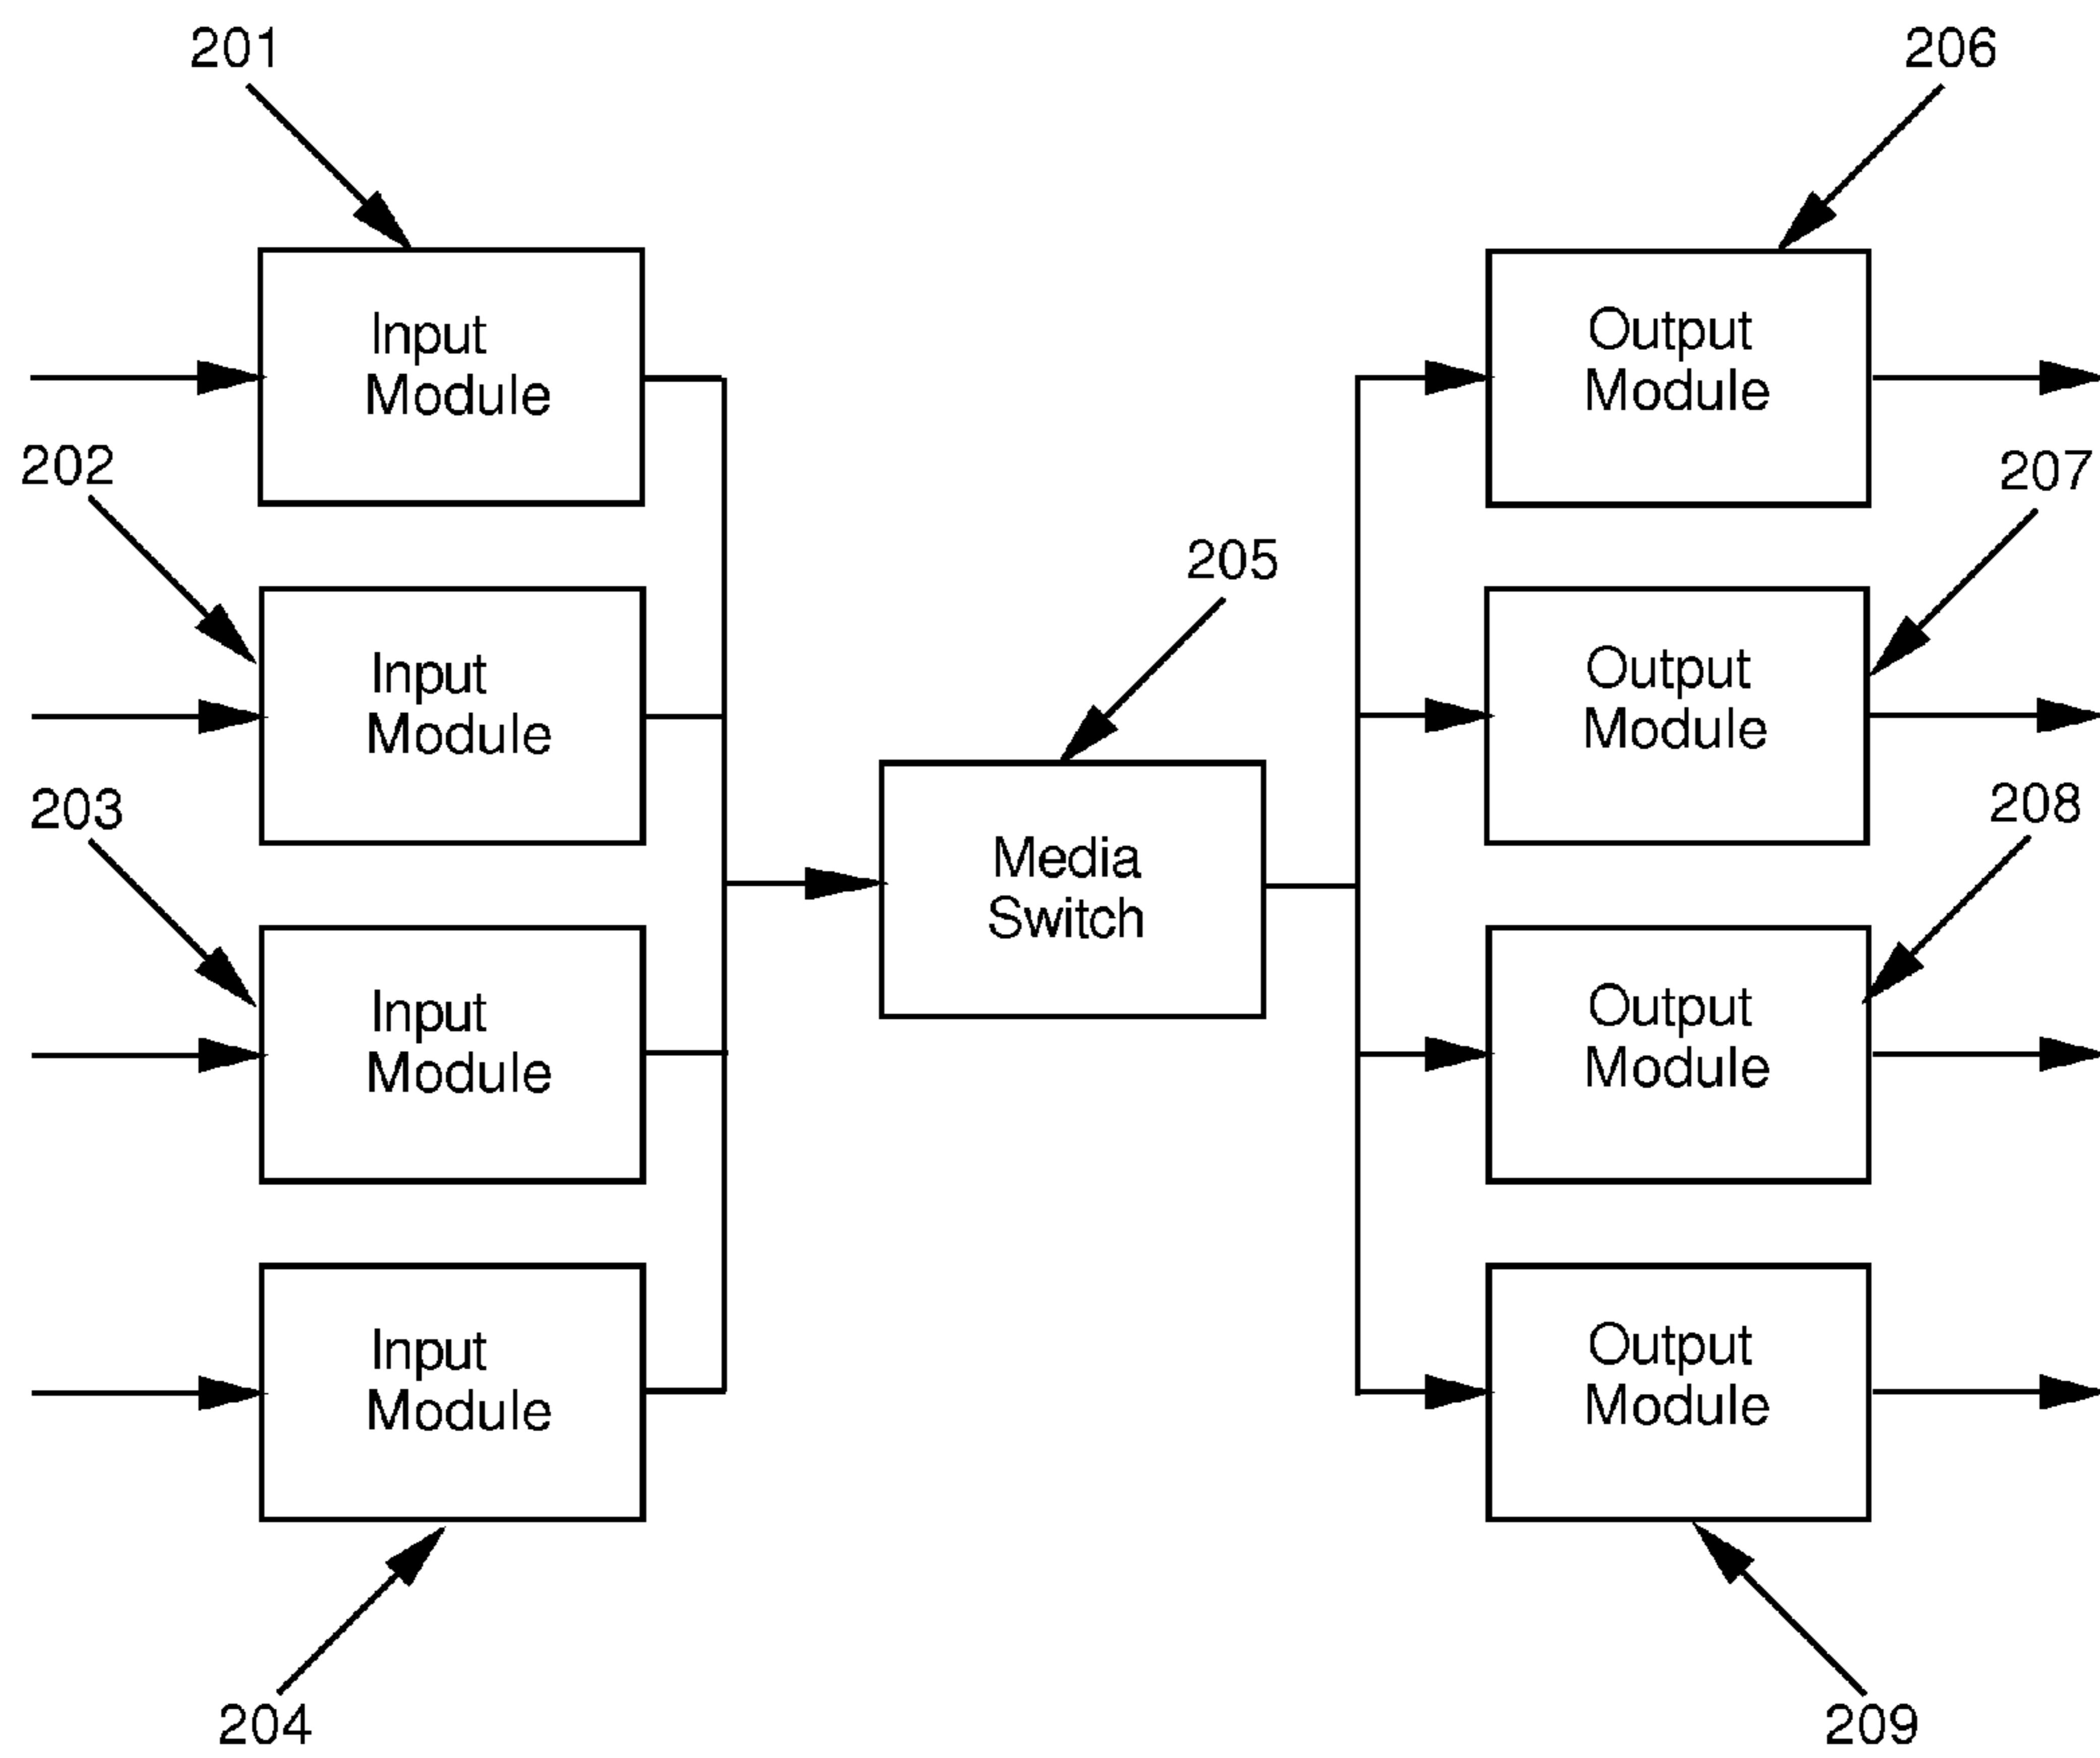 201
206
Input
Module
Output
Module
202
207
205
Input
Module
Output
Module
203
208
Media
Switch
Input
Module
Output
Module
Input
Module
Output
Module
204
209